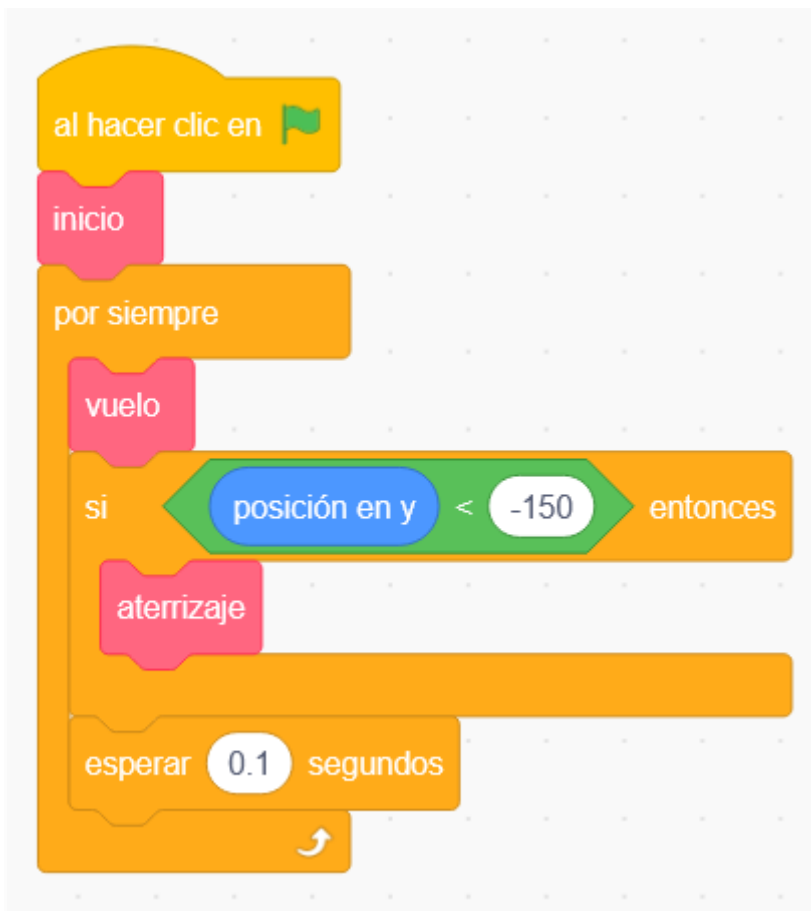 al hacer clic en
inicio
por siempre
vuelo
si posición en y < -150 entonces
aterrizaje
esperar 0.1 segundos